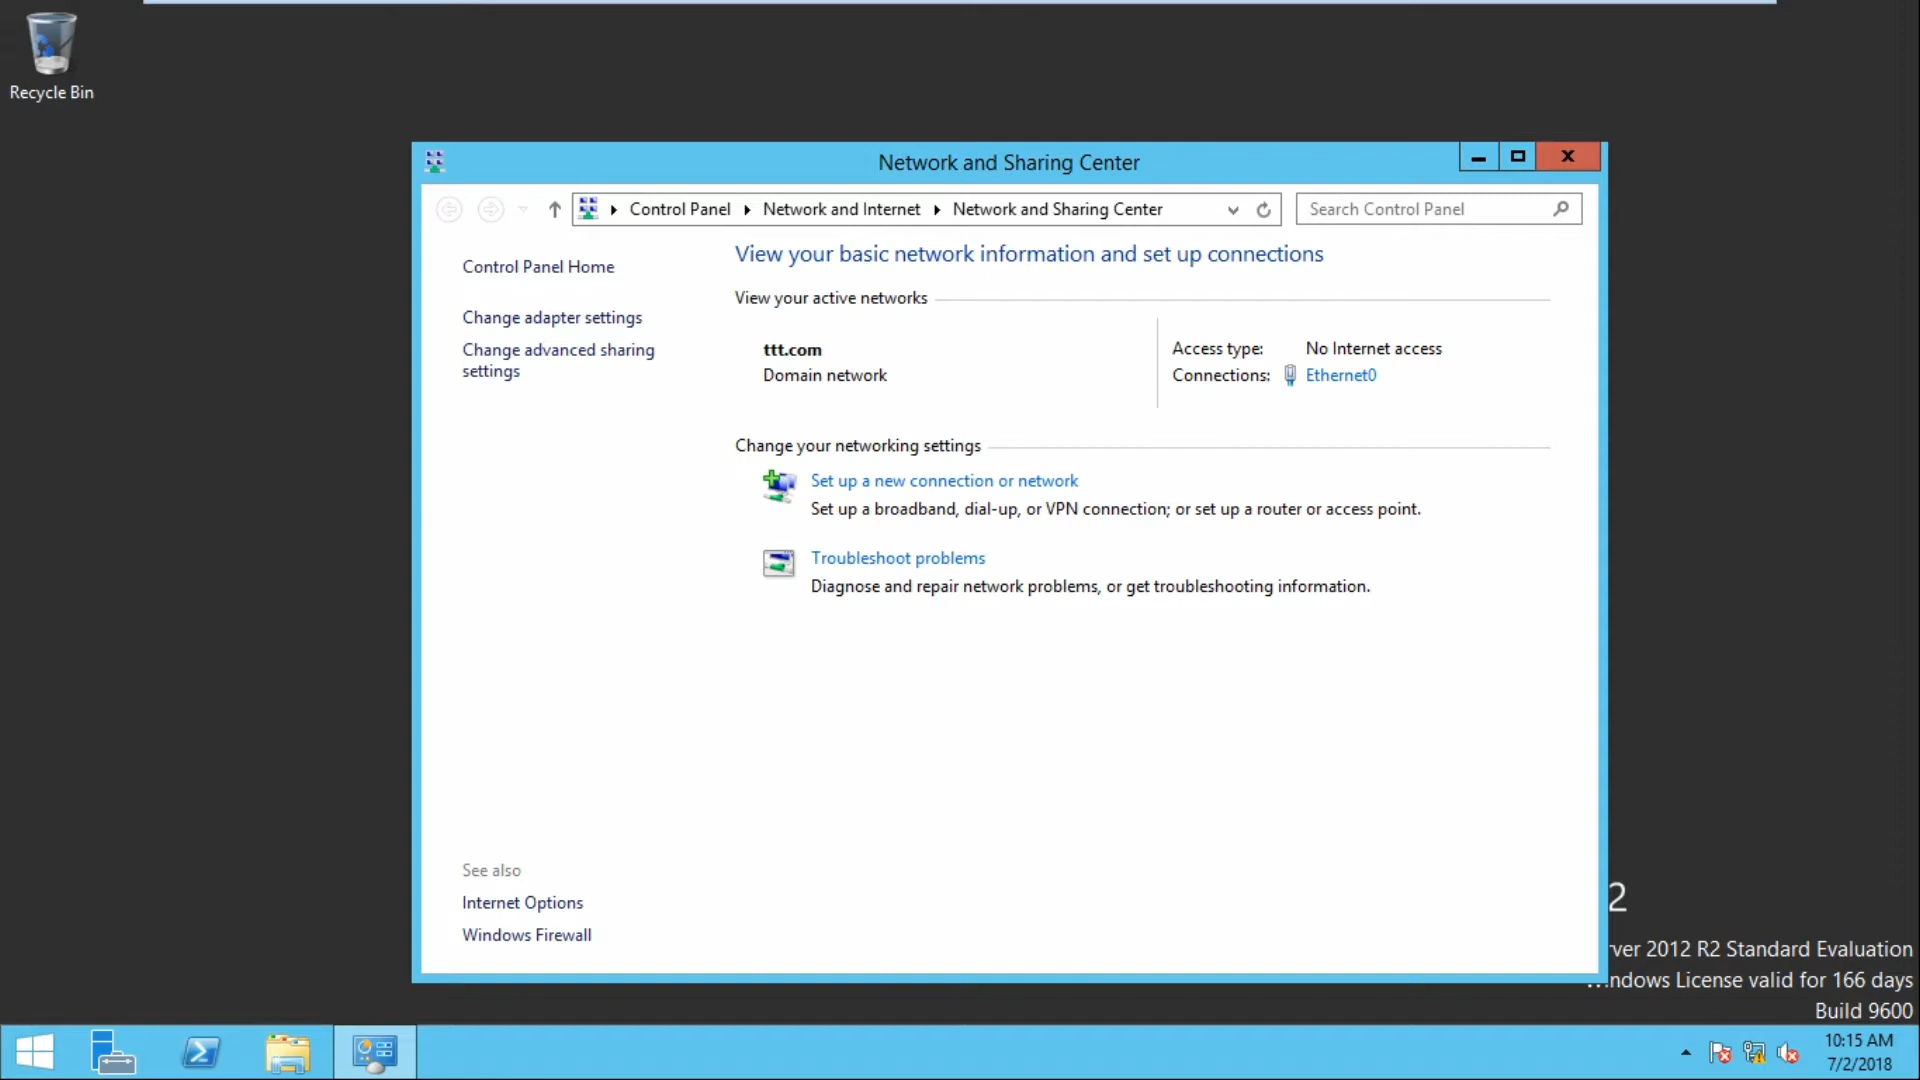 Recycle Bin
Network and Sharing Center
Control Panel
Network and Internet
Network and Sharing Center
Search Control Panel
Control Panel Home
Change adapter settings
Change advanced sharing
settings
View your basic network information and set up connections
View your active networks
ttt.com
Domain network
Access type: No Internet access
Connections: Ethernet0
Change your networking settings
Set up a new connection or network
Set up a broadband, dial-up, or VPN connection; or set up a router or access point.
Troubleshoot problems
Diagnose and repair network problems, or get troubleshooting information.
See also
Internet Options
Windows Firewall
2
ver 2012 R2 Standard Evaluation
ndows License valid for 166 days
Build 9600
10:15 AM
7/2/2018